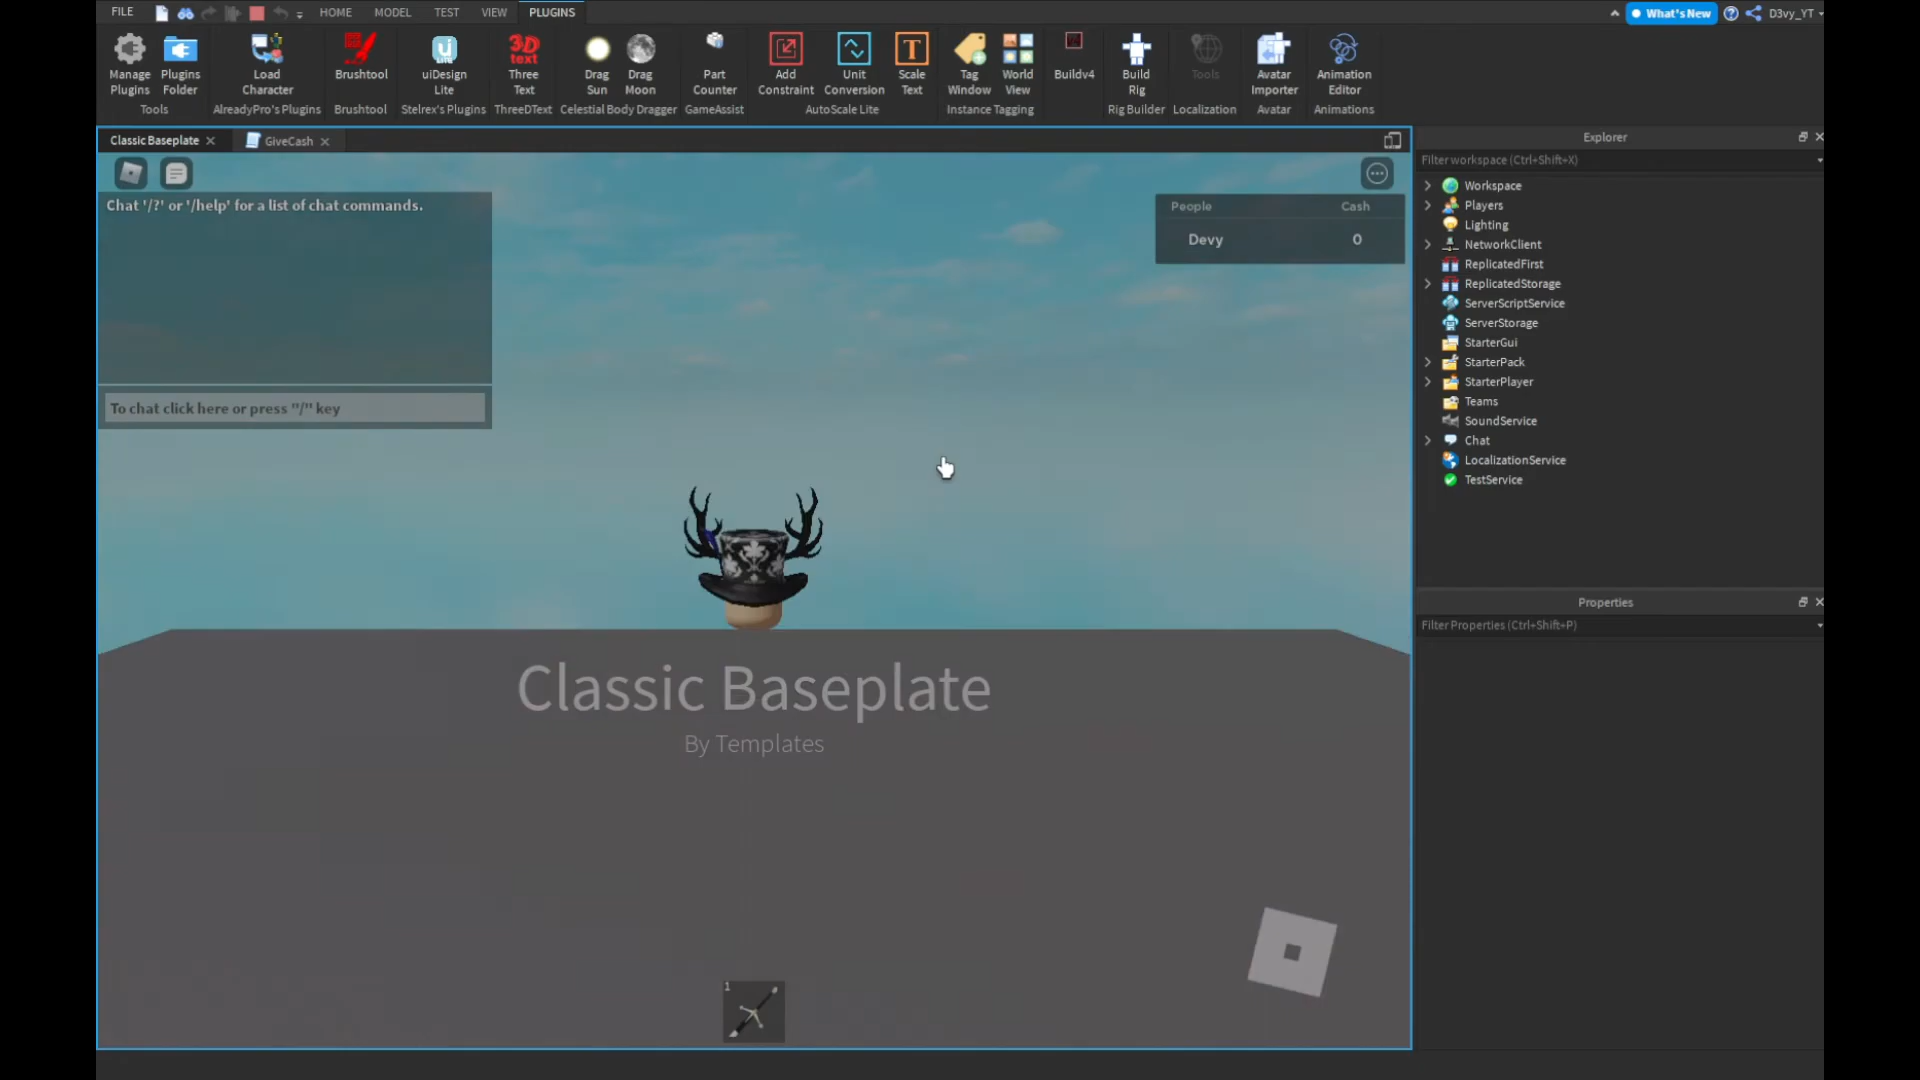 FILE HOME MODEL TEST VIEW PLUGINS What's New D3vy_YT
Manage Plugins
Plugins Folder
Tools
Load Character
AlreadyPro's Plugins
Brushtool
Brushtool
uiDesign Lite
Stelrex's Plugins
3D text
Three Text
ThreeDText
Drag Sun
Drag Moon
Celestial Body Dragger
Part Counter
GameAssist
Add Constraint
Unit Conversion
T
Scale Text
AutoScale Lite
Tag Window
World View
Instance Tagging
Buildv4
Build Rig
Rig Builder
Tools
Localization
Avatar Importer
Avatar
Animation Editor
Animations
Classic Baseplate GiveCash
Chat '/?' or '/help' for a list of chat commands.
To chat click here or press "/" key
People Cash
Devy 0
Classic Baseplate
By Templates
1
Explorer
Filter workspace (Ctrl+Shift+X)
Workspace
Players
Lighting
NetworkClient
ReplicatedFirst
ReplicatedStorage
ServerScriptService
ServerStorage
StarterGui
StarterPack
StarterPlayer
Teams
SoundService
Chat
LocalizationService
TestService
Properties
Filter Properties (Ctrl+Shift+P)